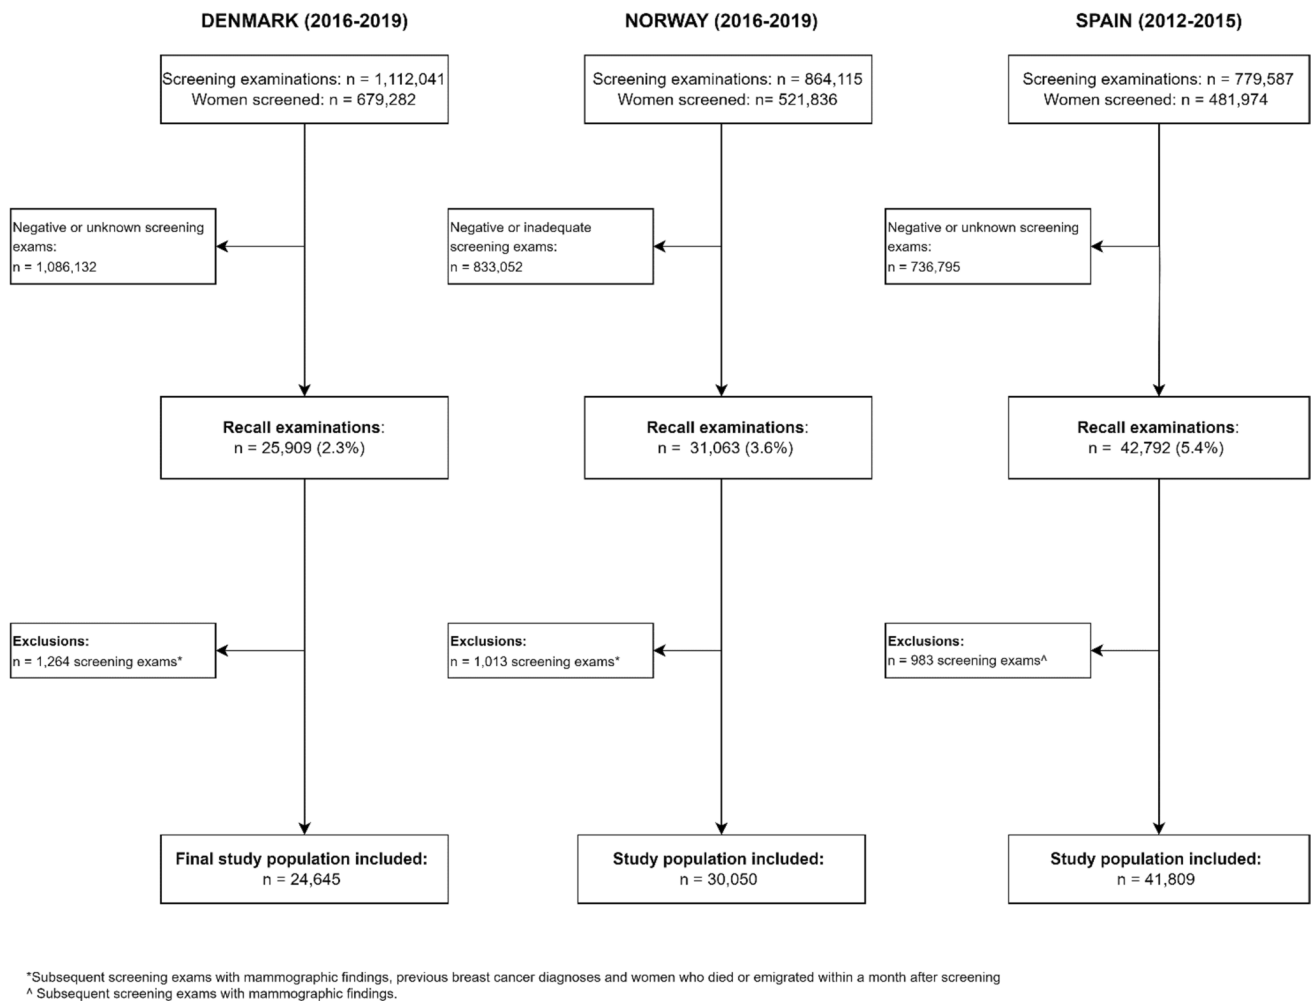 DENMARK (2016-2019)
Screening examinations: n = 1,112,041
Women screened: n = 679,282
Negative or unknown screening
exams:
n = 1,086,132
Recall examinations:
n = 25,909 (2.3%)
Exclusions:
n = 1,264 screening exams*
Final study population included:
n = 24,645
NORWAY (2016-2019)
Screening examinations: n = 864,115
Women screened: n= 521,836
Negative or inadequate
screening exams:
n = 833,052
Recall examinations:
n = 31,063 (3.6%)
Exclusions:
n = 1,013 screening exams*
Study population included:
n = 30,050
SPAIN (2012-2015)
Screening examinations: n = 779,587
Women screened: n = 481,974
Negative or unknown screening
exams:
n = 736,795
Recall examinations:
n = 42,792 (5.4%)
Exclusions:
n = 983 screening exams^
Study population included:
n = 41,809
*Subsequent screening exams with mammographic findings, previous breast cancer diagnoses and women who died or emigrated within a month after screening
^ Subsequent screening exams with mammographic findings.